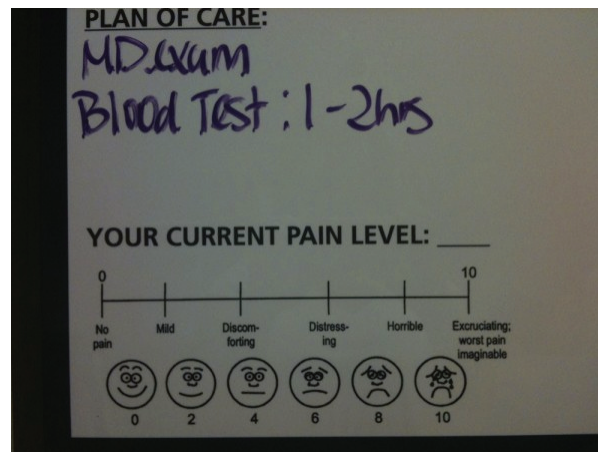 PLAN OF CARE:
MD.exam
Blood Test: 1-2hrs
YOUR CURRENT PAIN LEVEL: ____
0 10
No pain
Mild
Discom-
forting
Distress-
ing
Horrible
Excruciating;
worst pain
imaginable
0 2 4 6 8 10